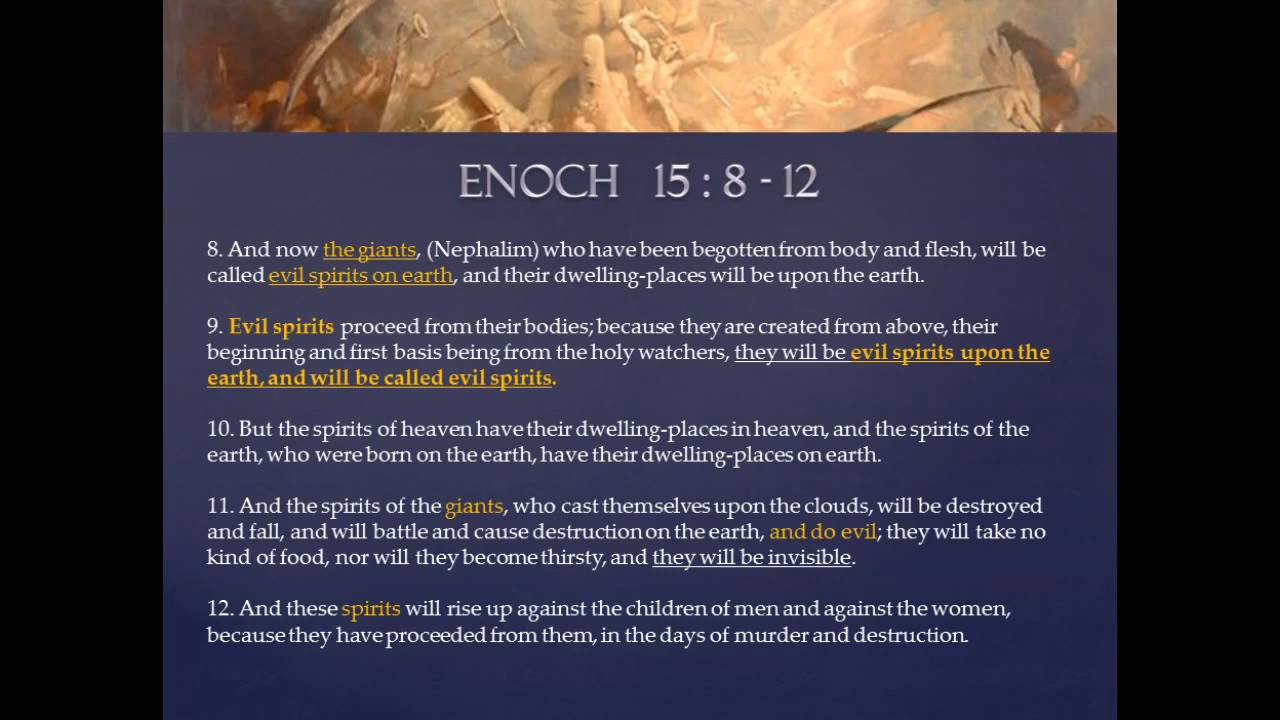 ENOCH 15 : 8 - 12
8. And now the giants, (Nephalim) who have been begotten from body and flesh, will be
called evil spirits on earth, and their dwelling-places will be upon the earth.
9. Evil spirits proceed from their bodies; because they are created from above, their
beginning and first basis being from the holy watchers, they will be evil spirits upon the
earth, and will be called evil spirits.
10. But the spirits of heaven have their dwelling-places in heaven, and the spirits of the
earth, who were born on the earth, have their dwelling-places on earth.
11. And the spirits of the giants, who cast themselves upon the clouds, will be destroyed
and fall, and will battle and cause destruction on the earth, and do evil; they will take no
kind of food, nor will they become thirsty, and they will be invisible.
12. And these spirits will rise up against the children of men and against the women,
because they have proceeded from them, in the days of murder and destruction.